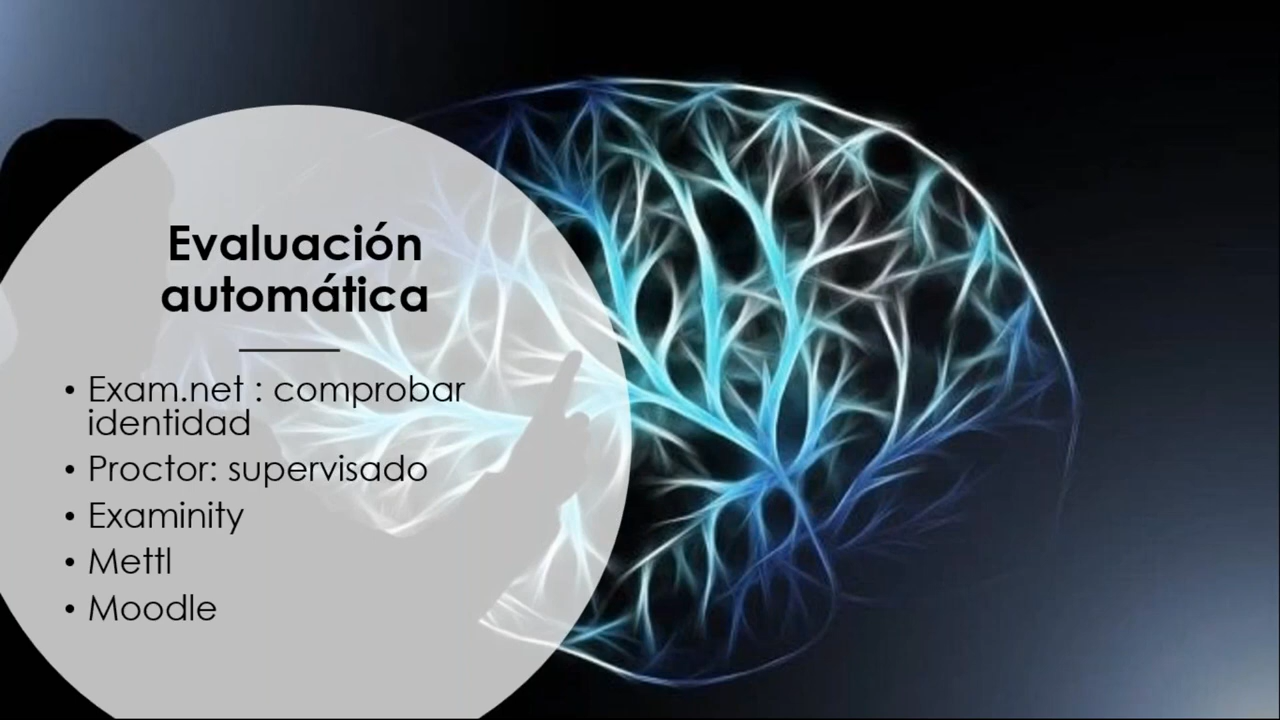 Evaluación
automática
• Exam.net : comprobar
identidad
• Proctor: supervisado
• Examinity
• Mettl
• Moodle